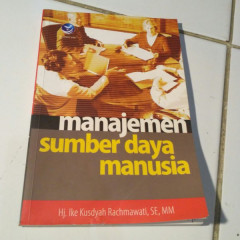 manajemen
sumber daya
manusia
Hj. Ike Kusdyah Rachmawati, SE, MM